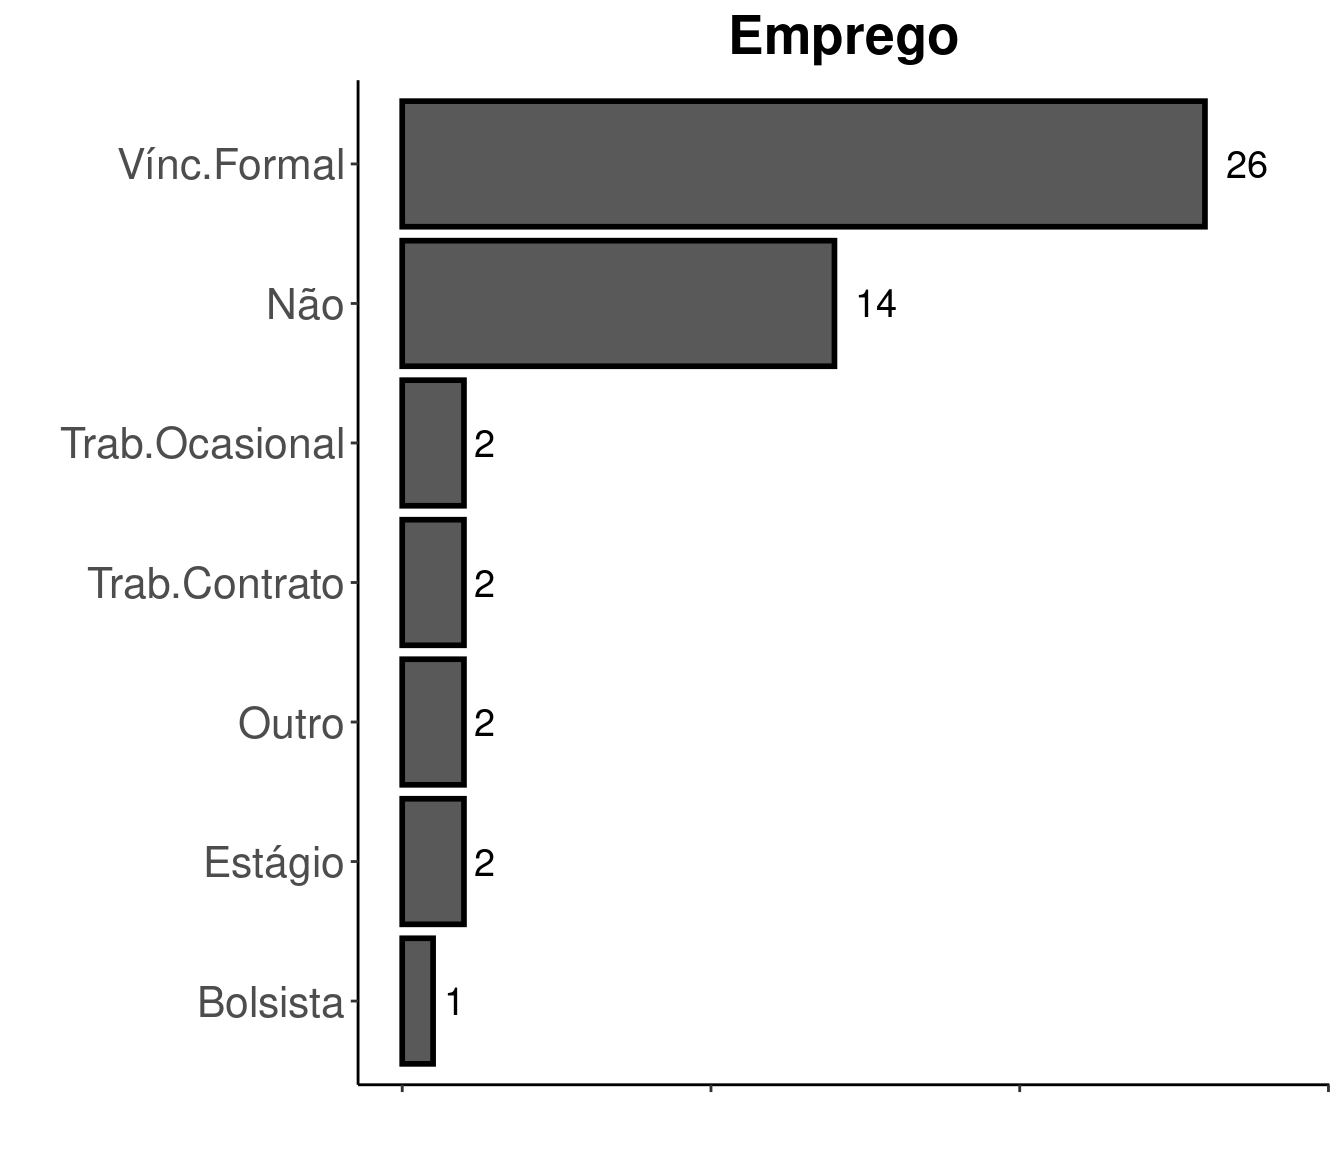 Emprego
Vínc.Formal 26
Não 14
Trab.Ocasional 2
Trab.Contrato 2
Outro 2
Estágio 2
Bolsista 1